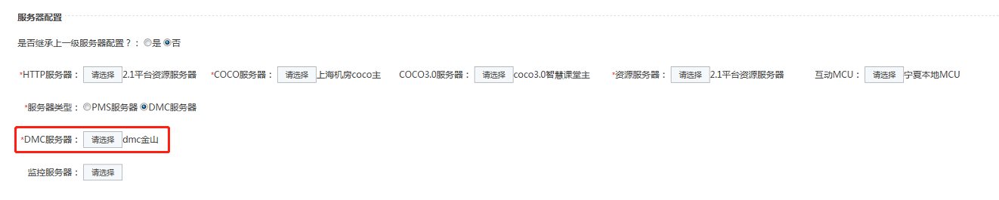 服务器配置
是否继承上一级服务器配置？： 是 否
*HTTP服务器： 请选择 2.1平台资源服务器 *COCO服务器： 请选择 上海机房coco主 COCO3.0服务器： 请选择 coco3.0智慧课堂主 *资源服务器： 请选择 2.1平台资源服务器 互动MCU： 请选择 宁夏本地MCU
*服务器类型： PMS服务器 DMC服务器
*DMC服务器： 请选择 dmc金山
监控服务器： 请选择